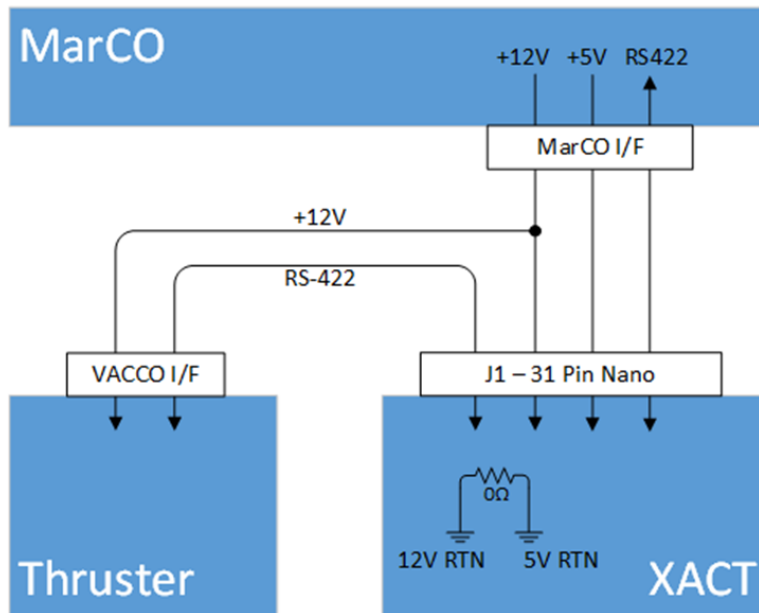 MarCO
+12V +5V RS422
MarCO I/F
+12V
RS-422
VACCO I/F
J1 – 31 Pin Nano
0Ω
12V RTN 5V RTN
Thruster
XACT